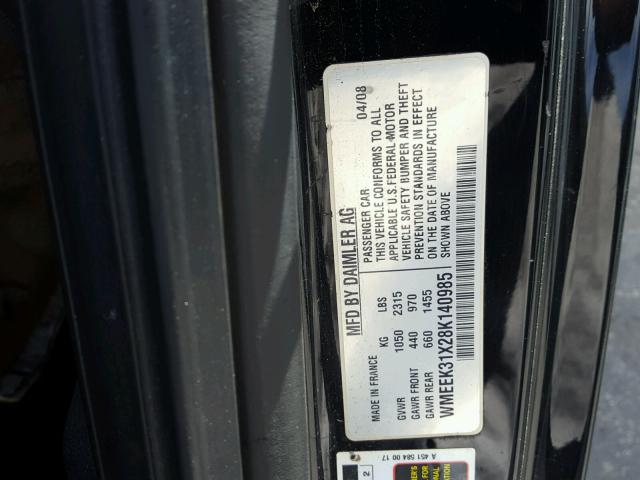 MFD BY DAIMLER AG 04/08
PASSENGER CAR
THIS VEHICLE CONFORMS TO ALL
APPLICABLE U.S. FEDERAL-MOTOR
VEHICLE SAFETY BUMPER AND THEFT
PREVENTION STANDARDS IN EFFECT
ON THE DATE OF MANUFACTURE
SHOWN ABOVE
MADE IN FRANCE KG LBS
GVWR 1050 2315
GAWR FRONT 440 970
GAWR REAR 660 1455
WMEEK31X28K140985
A 451 584 00 17
2
FOR